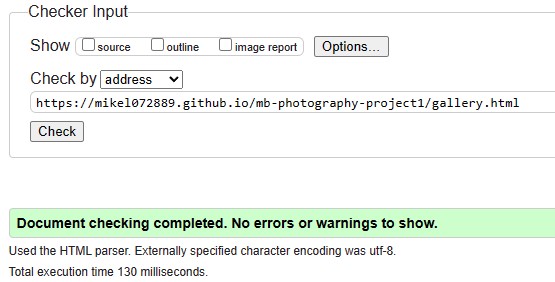 Checker Input
Show source outline image report Options...
Check by address
https://mikel072889.github.io/mb-photography-project1/gallery.html
Check
Document checking completed. No errors or warnings to show.
Used the HTML parser. Externally specified character encoding was utf-8.
Total execution time 130 milliseconds.